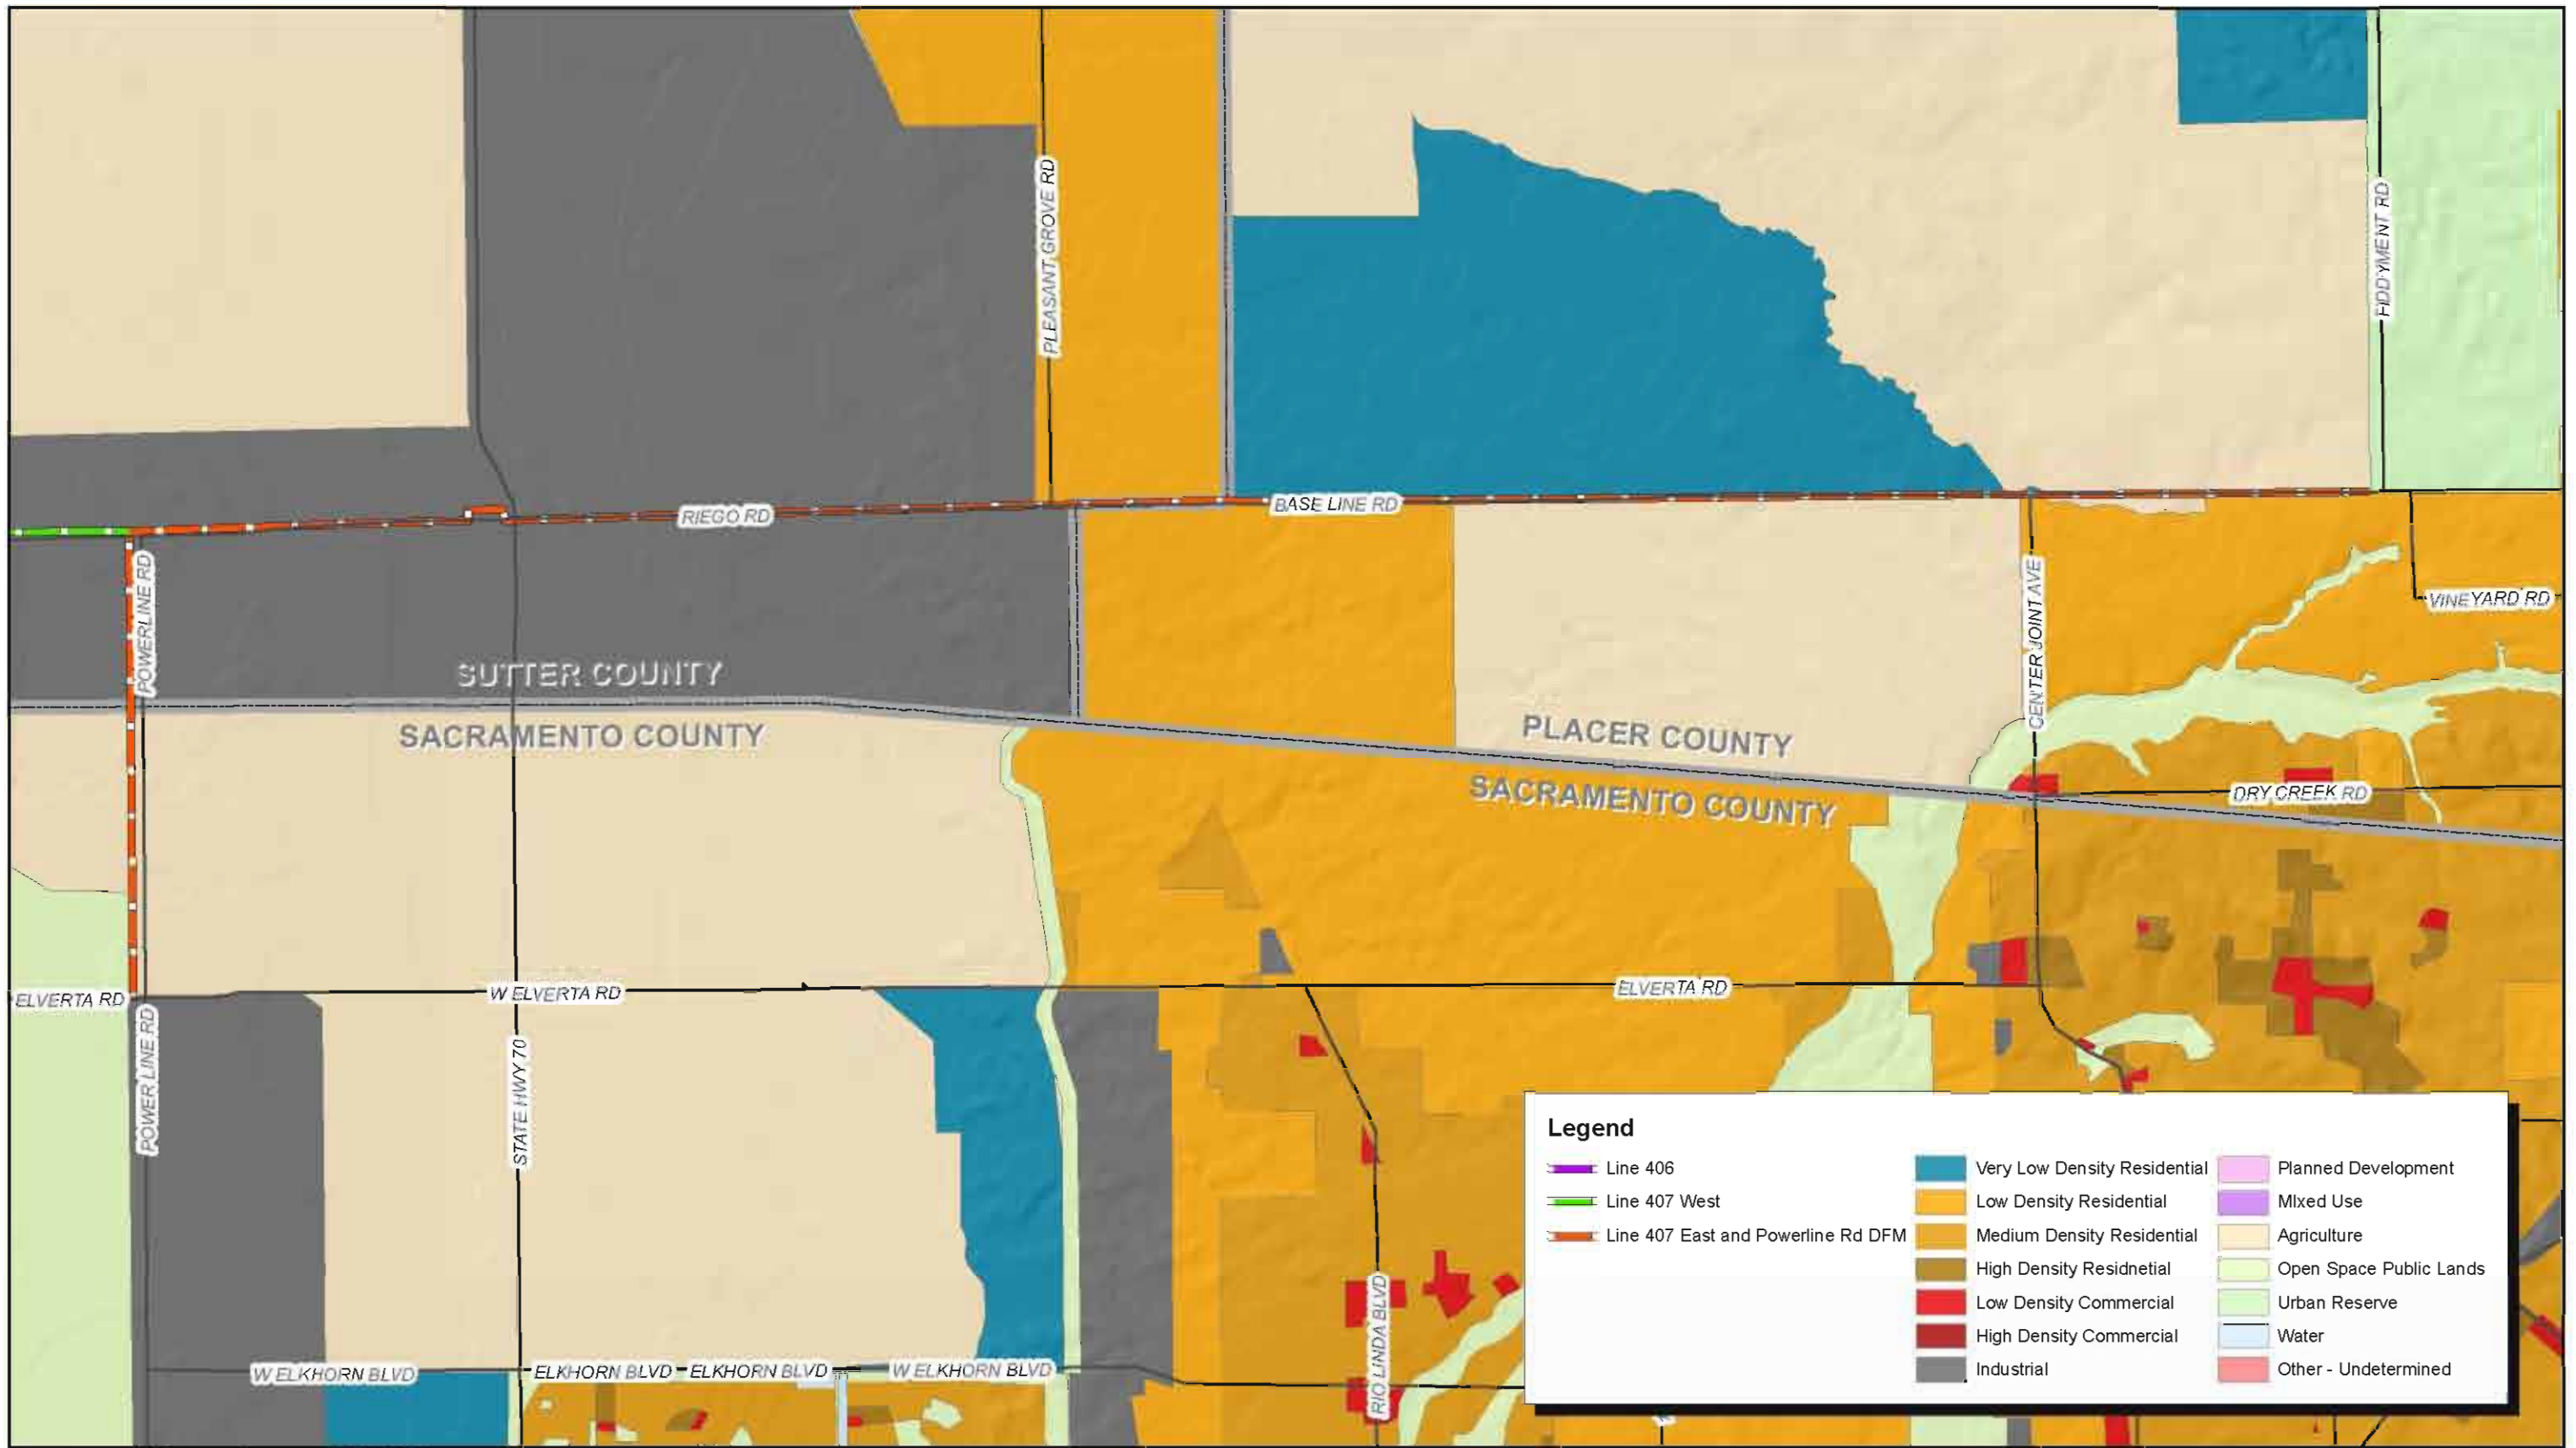 PLEASANT GROVE RD
FIDDYMENT RD
RIEGO RD
BASE LINE RD
POWERLINE RD
VINEYARD RD
CENTER JOINT AVE
SUTTER COUNTY
SACRAMENTO COUNTY
PLACER COUNTY
SACRAMENTO COUNTY
DRY CREEK RD
ELVERTA RD
W ELVERTA RD
ELVERTA RD
POWER LINE RD
STATE HWY 70
RIO LINDA BLVD
W ELKHORN BLVD
ELKHORN BLVD
ELKHORN BLVD
W ELKHORN BLVD
Legend
Line 406
Line 407 West
Line 407 East and Powerline Rd DFM
Very Low Density Residential
Low Density Residential
Medium Density Residential
High Density Residnetial
Low Density Commercial
High Density Commercial
Industrial
Planned Development
MIxed Use
Agriculture
Open Space Public Lands
Urban Reserve
Water
Other - Undetermined